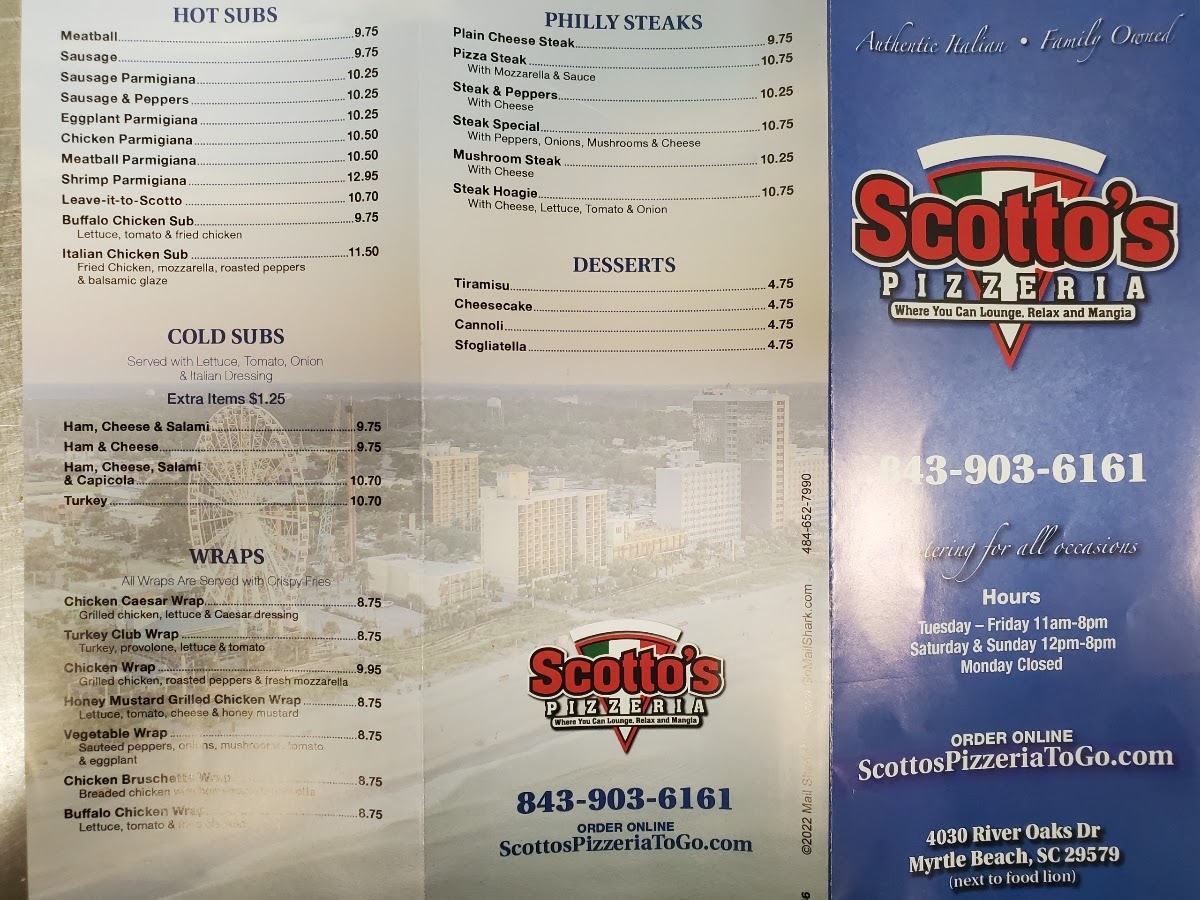 HOT SUBS
Meatball 9.75
Sausage 9.75
Sausage Parmigiana 10.25
Sausage & Peppers 10.25
Eggplant Parmigiana 10.25
Chicken Parmigiana 10.50
Meatball Parmigiana 10.50
Shrimp Parmigiana 12.95
Leave-it-to-Scotto 10.70
Buffalo Chicken Sub 9.75
Lettuce, tomato & fried chicken
Italian Chicken Sub 11.50
Fried Chicken, mozzarella, roasted peppers
& balsamic glaze
COLD SUBS
Served with Lettuce, Tomato, Onion
& Italian Dressing
Extra Items $1.25
Ham, Cheese & Salami 9.75
Ham & Cheese 9.75
Ham, Cheese, Salami
& Capicola 10.70
Turkey 10.70
WRAPS
All Wraps Are Served with Crispy Fries
Chicken Caesar Wrap 8.75
Grilled chicken, lettuce & Caesar dressing
Turkey Club Wrap 8.75
Turkey, provolone, lettuce & tomato
Chicken Wrap 9.95
Grilled chicken, roasted peppers & fresh mozzarella
Honey Mustard Grilled Chicken Wrap 8.75
Lettuce, tomato, cheese & honey mustard
Vegetable Wrap 8.75
Sauteed peppers, onions, mushrooms, tomato
& eggplant
Chicken Bruschetta Wrap 8.75
Breaded chicken
Buffalo Chicken Wrap 8.75
Lettuce, tomato &
PHILLY STEAKS
Plain Cheese Steak 9.75
Pizza Steak 10.75
With Mozzarella & Sauce
Steak & Peppers 10.25
With Cheese
Steak Special 10.75
With Peppers, Onions, Mushrooms & Cheese
Mushroom Steak 10.25
With Cheese
Steak Hoagie 10.75
With Cheese, Lettuce, Tomato & Onion
DESSERTS
Tiramisu 4.75
Cheesecake 4.75
Cannoli 4.75
Sfogliatella 4.75
Scotto's
PIZZERIA
Where You Can Lounge, Relax and Mangia
843-903-6161
ORDER ONLINE
ScottosPizzeriaToGo.com
©2022 Mail GoMailShark.com 484-652-7990
Authentic Italian • Family Owned
Scotto's
PIZZERIA
Where You Can Lounge, Relax and Mangia
843-903-6161
Catering for all occasions
Hours
Tuesday – Friday 11am-8pm
Saturday & Sunday 12pm-8pm
Monday Closed
ORDER ONLINE
ScottosPizzeriaToGo.com
4030 River Oaks Dr
Myrtle Beach, SC 29579
(next to food lion)